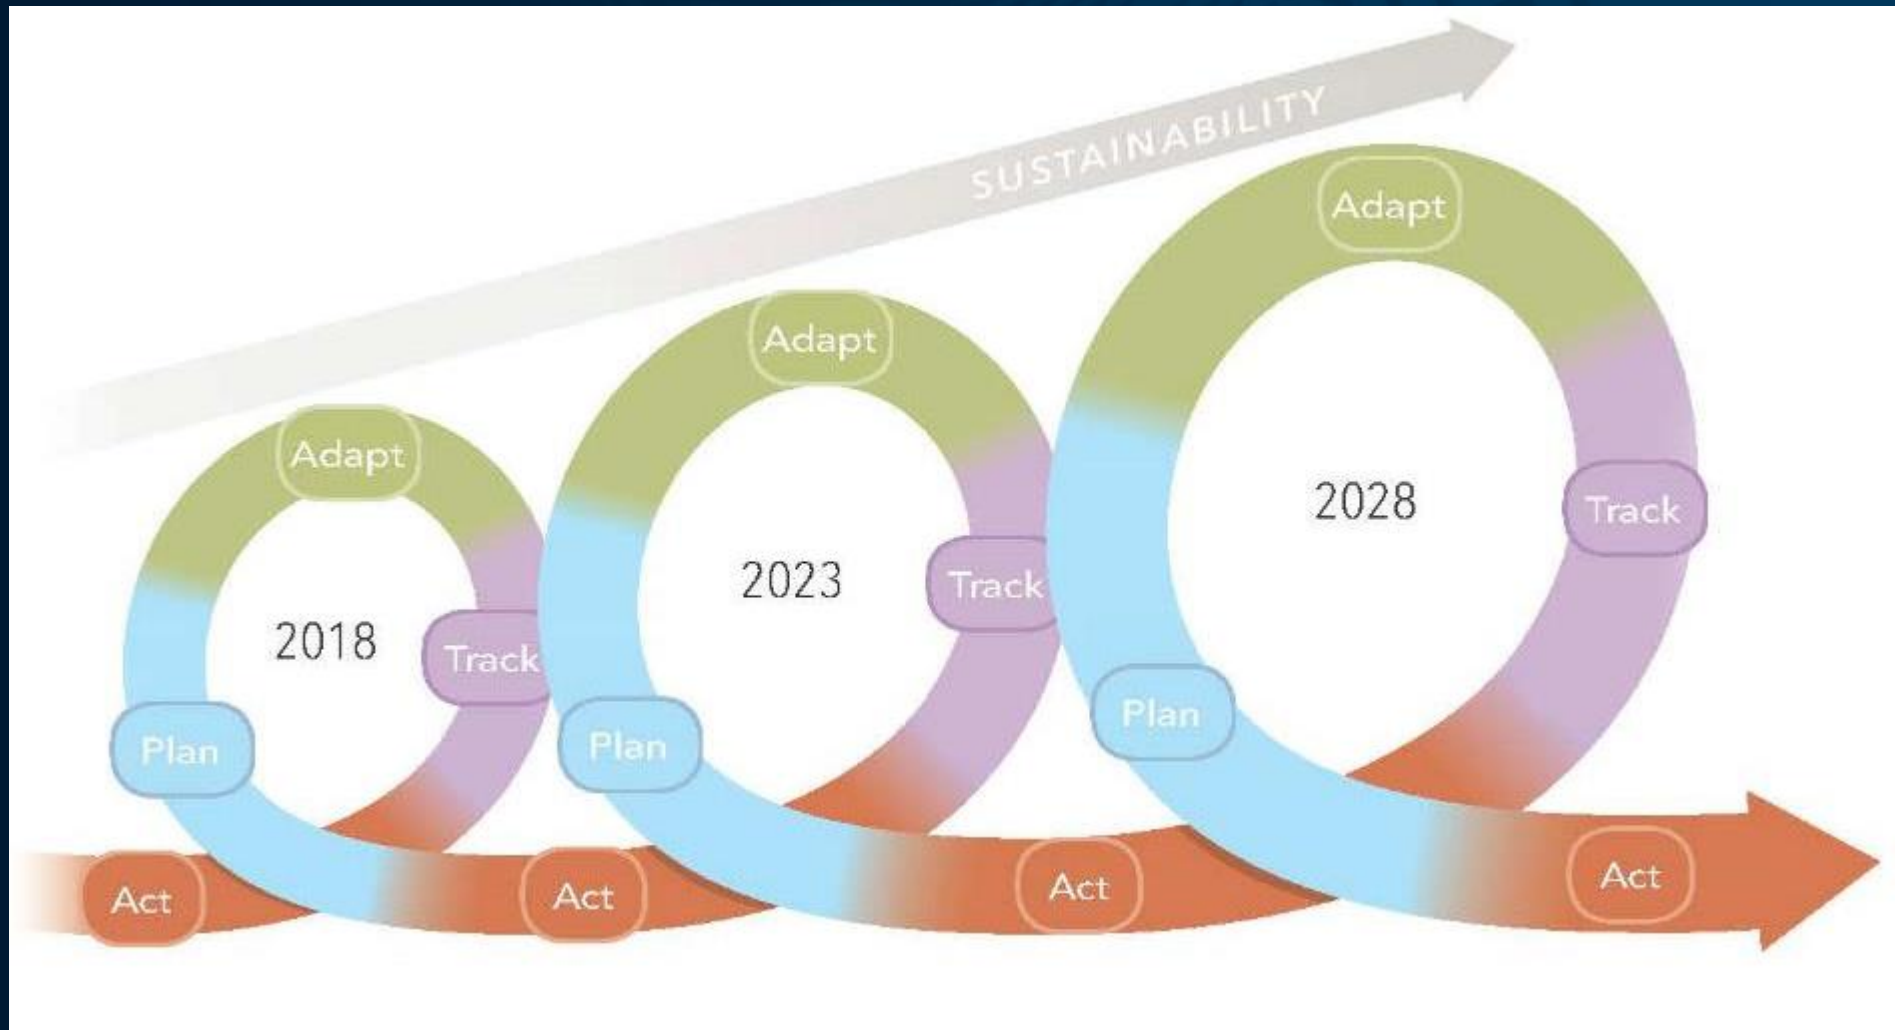 SUSTAINABILITY
Adapt
Adapt
Adapt
2018
Track
Plan
2023
Track
Plan
2028
Track
Plan
Act
Act
Act
Act